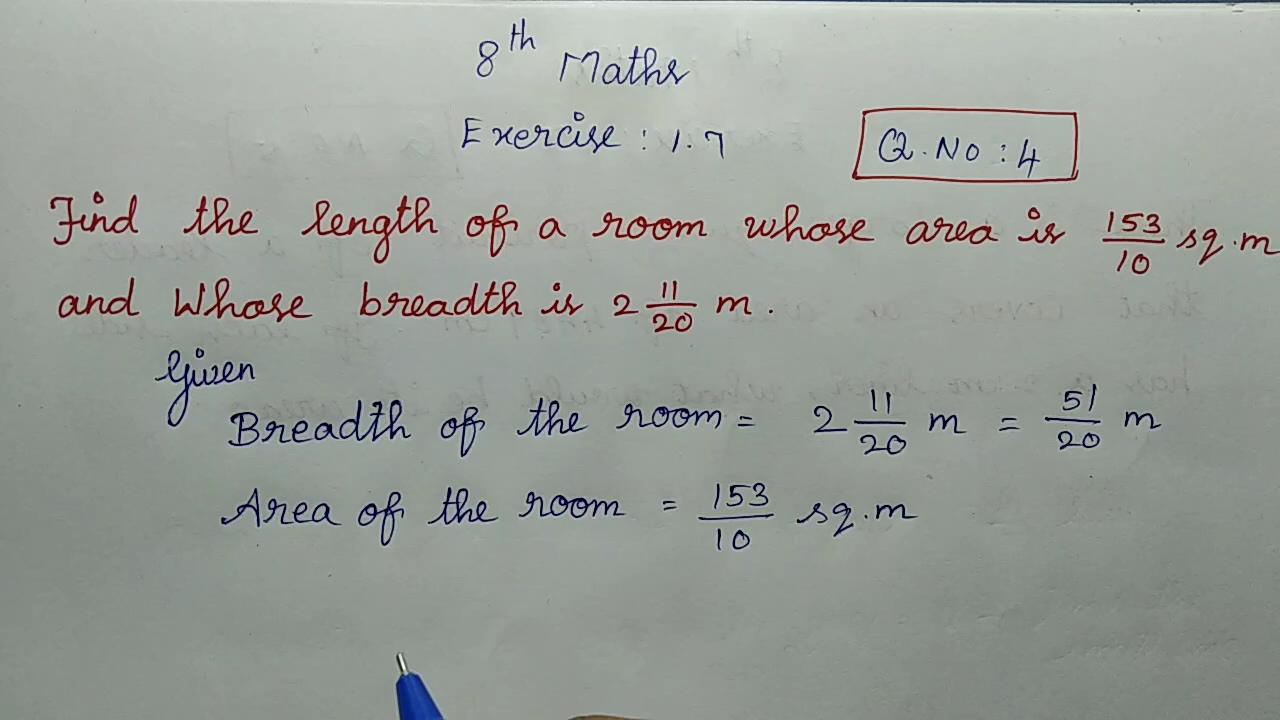 8th Maths
Exercise : 1.7
Q. No : 4
Find the length of a room whose area is 153/10 sq.m
and whose breadth is 2 11/20 m.
Given
Breadth of the room = 2 11/20 m = 51/20 m
Area of the room = 153/10 sq.m